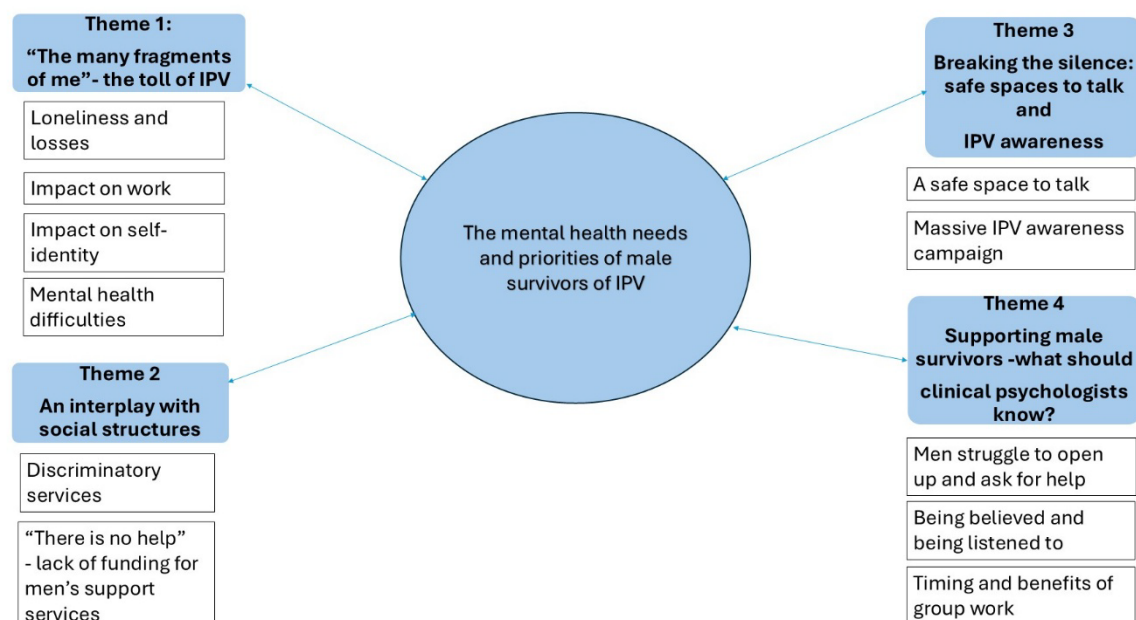 Theme 1:
“The many fragments
of me”- the toll of IPV
Loneliness and
losses
Impact on work
Impact on self-
identity
Mental health
difficulties
Theme 2
An interplay with
social structures
Discriminatory
services
“There is no help”
- lack of funding for
men’s support
services
The mental health needs
and priorities of male
survivors of IPV
Theme 3
Breaking the silence:
safe spaces to talk
and
IPV awareness
A safe space to talk
Massive IPV awareness
campaign
Theme 4
Supporting male
survivors -what should
clinical psychologists
know?
Men struggle to open
up and ask for help
Being believed and
being listened to
Timing and benefits of
group work